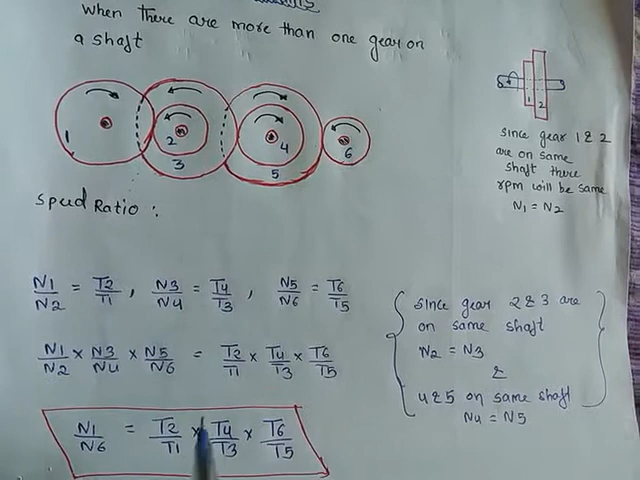 When there are more than one gear on
a shaft
1
2
3
4
5
6
1 2
since gear 1 & 2
are on same
shaft there
rpm will be same
N1 = N2
Speed Ratio :
N1/N2 = T2/T1 , N3/N4 = T4/T3 , N5/N6 = T6/T5
N1/N2 × N3/N4 × N5/N6 = T2/T1 × T4/T3 × T6/T5
N1/N6 = T2/T1 × T4/T3 × T6/T5
Since gear 2 & 3 are
on same shaft
N2 = N3
&
4 & 5 on same shaft
N4 = N5